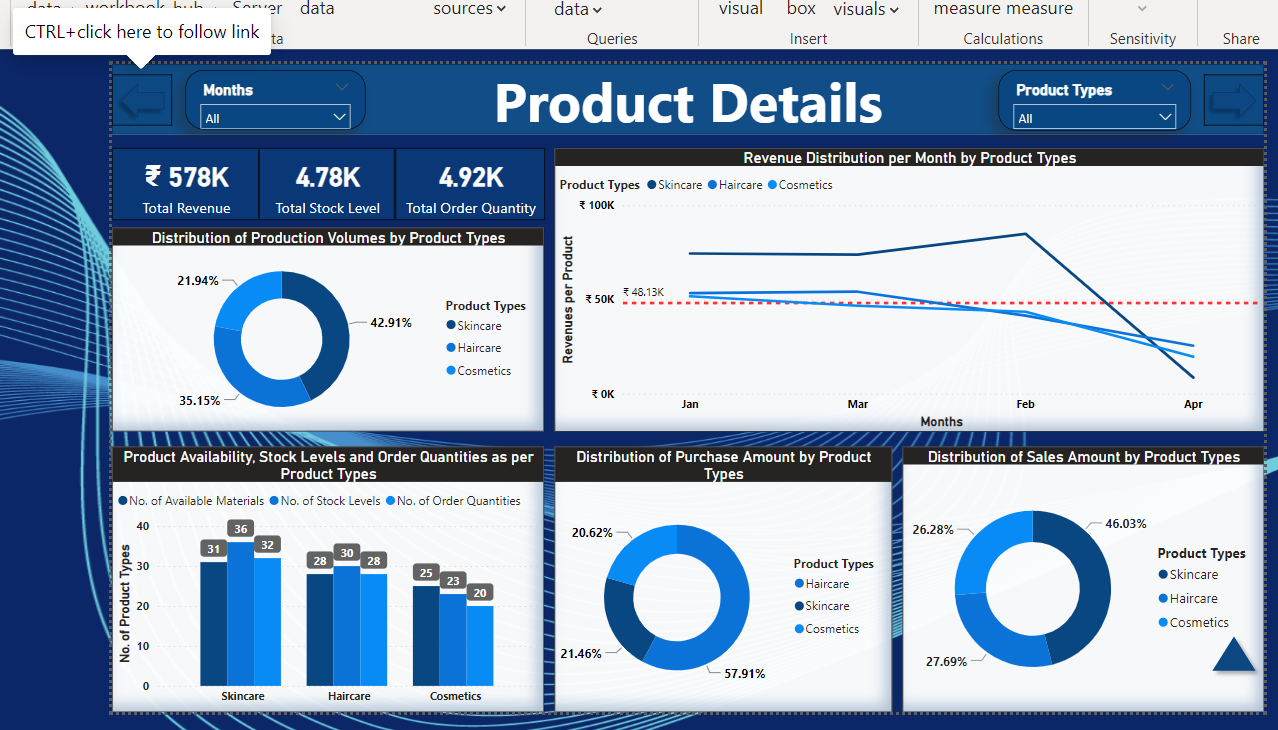 data workbook hub Server data sources data visual box visuals measure measure
CTRL+click here to follow link
ta Queries Insert Calculations Sensitivity Share
Months
All
Product Details
Product Types
All
₹ 578K
Total Revenue
4.78K
Total Stock Level
4.92K
Total Order Quantity
Revenue Distribution per Month by Product Types
Product Types Skincare Haircare Cosmetics
₹ 100K
₹ 50K
₹ 0K
₹ 48.13K
Revenues per Product
Jan Mar Feb Apr
Months
Distribution of Production Volumes by Product Types
21.94%
42.91%
35.15%
Product Types
Skincare
Haircare
Cosmetics
Product Availability, Stock Levels and Order Quantities as per
Product Types
No. of Available Materials No. of Stock Levels No. of Order Quantities
No. of Product Types
40
30
20
10
0
31 36 32
28 30 28
25 23 20
Skincare Haircare Cosmetics
Distribution of Purchase Amount by Product
Types
20.62%
21.46%
57.91%
Product Types
Haircare
Skincare
Cosmetics
Distribution of Sales Amount by Product Types
26.28%
46.03%
27.69%
Product Types
Skincare
Haircare
Cosmetics